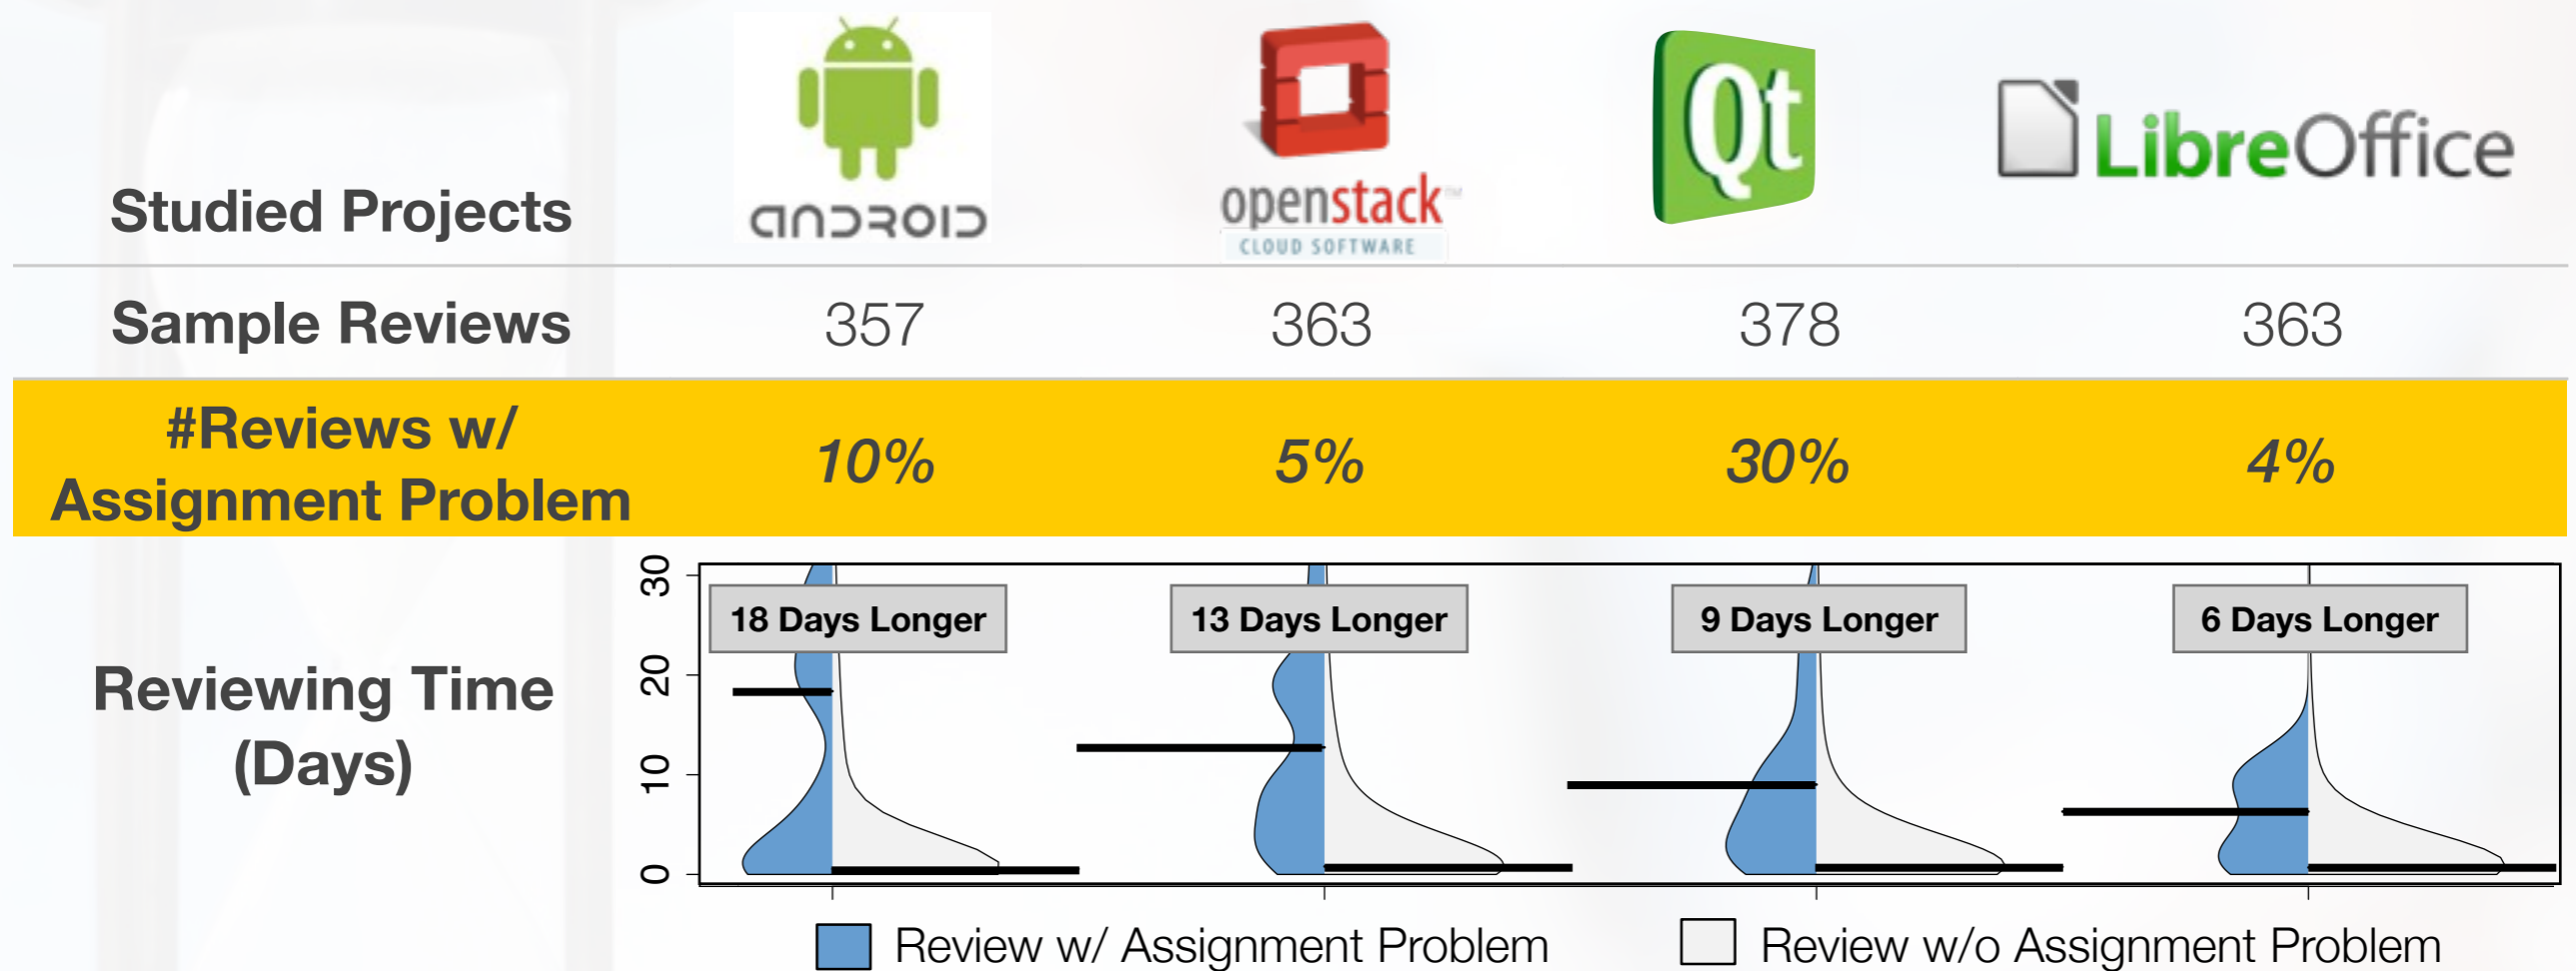 ANDROID
openstack™
CLOUD SOFTWARE
Qt
LibreOffice
Studied Projects
Sample Reviews 357 363 378 363
#Reviews w/
Assignment Problem 10% 5% 30% 4%
Reviewing Time
(Days)
30
20
10
0
18 Days Longer 13 Days Longer 9 Days Longer 6 Days Longer
Review w/ Assignment Problem Review w/o Assignment Problem